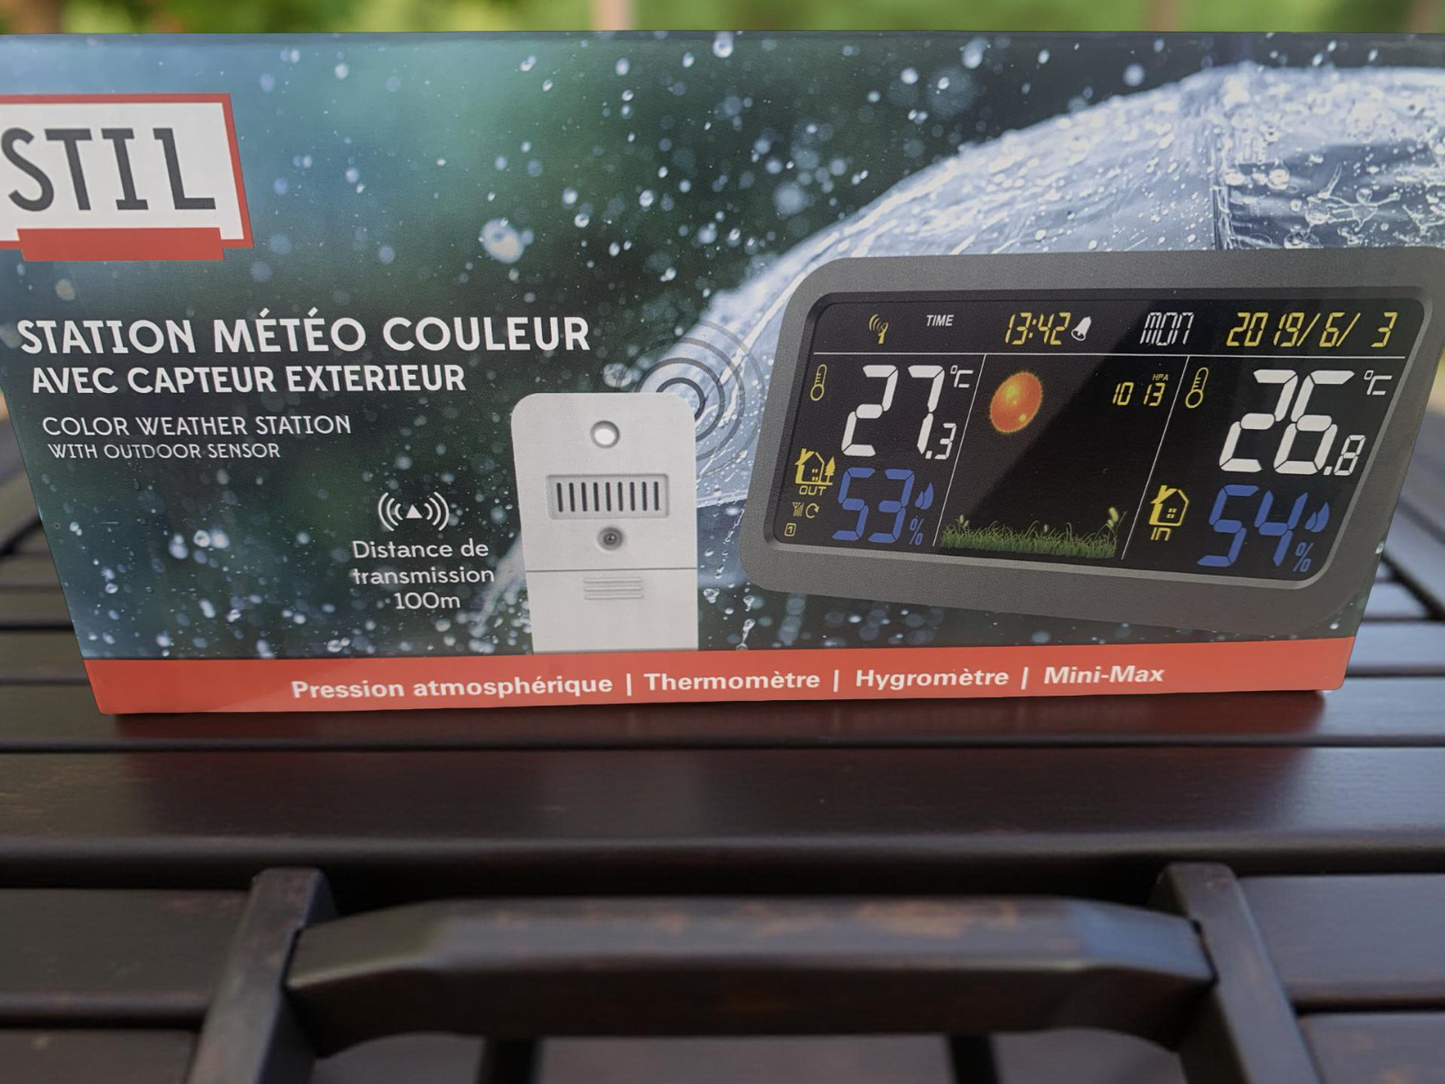 STIL
STATION MÉTÉO COULEUR
AVEC CAPTEUR EXTERIEUR
COLOR WEATHER STATION
WITH OUTDOOR SENSOR
Distance de
transmission
100m
TIME 13:42 MON 2019/6/ 3
27.3 °C
OUT 53%
HPA
1013
26.8 °C
IN 54%
Pression atmosphérique | Thermomètre | Hygromètre | Mini-Max